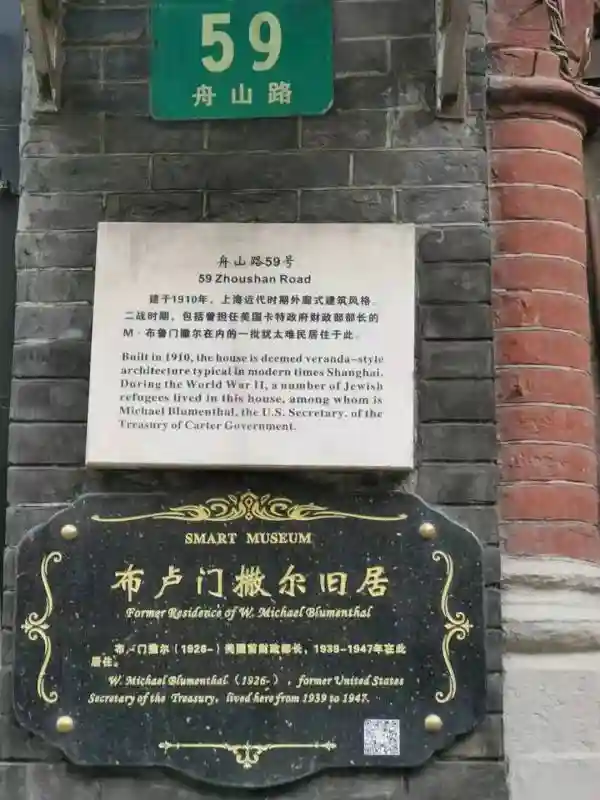 59
舟山路
舟山路59号
59 Zhoushan Road
建于1910年，上海近代时期外廊式建筑风格，
二战时期，包括曾担任美国卡特政府财政部部长的
M·布鲁门撒尔在内的一批犹太难民居住于此。
Built in 1910, the house is deemed veranda-style
architecture typical in modern times Shanghai.
During the World War II, a number of Jewish
refugees lived in this house, among whom is
Michael Blumenthal, the U.S. Secretary. of the
Treasury of Carter Government.
SMART MUSEUM
布卢门撒尔旧居
Former Residence of W. Michael Blumenthal
布·门撒尔（1926-）美国前财政部长，1939-1947年在此
居住。
W. Michael Blumenthal (1926- ) , former United States
Secretary of the Treasury, lived here from 1939 to 1947.